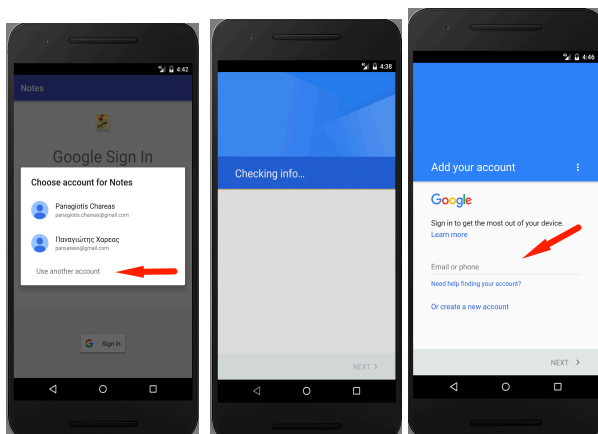 4:42
Notes
Google Sign In
Choose account for Notes
Panagiotis Chareas
panagiotis.chareas@gmail.com
Παναγιώτης Χαρεας
panxareas@gmail.com
Use another account
G Sign in
4:38
Checking info...
NEXT >
4:46
Add your account
Google
Sign in to get the most out of your device.
Learn more
Email or phone
Need help finding your account?
Or create a new account
NEXT >